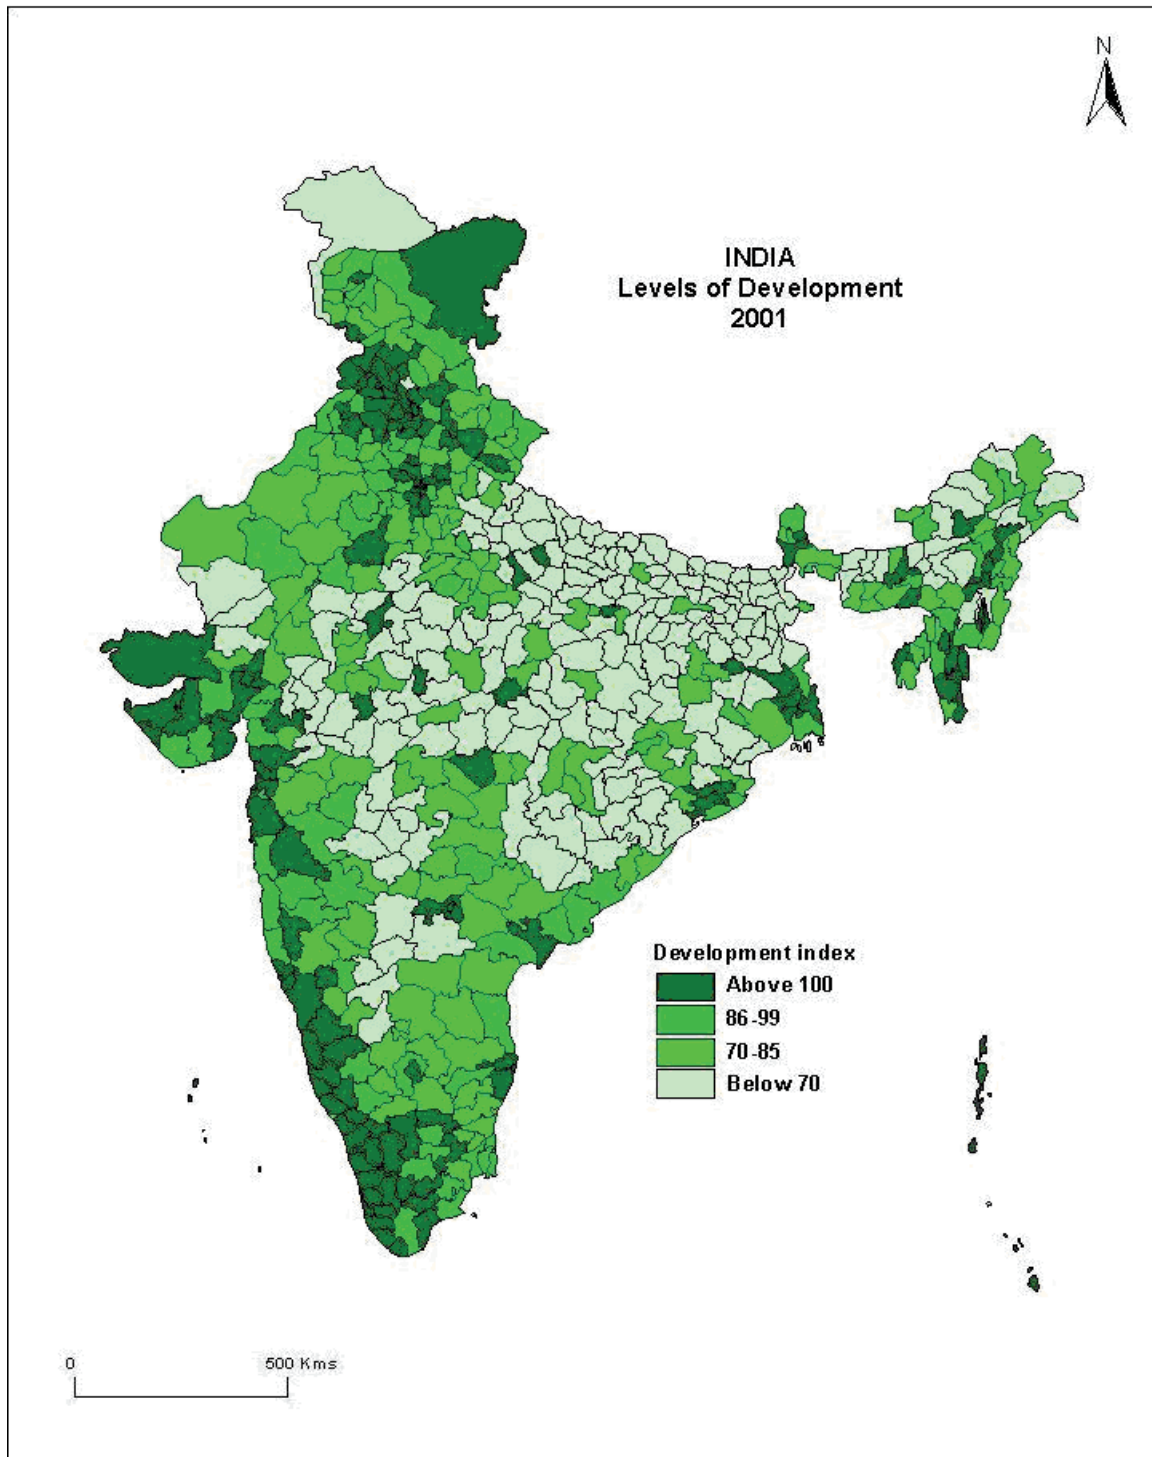 N
INDIA
Levels of Development
2001
Development index
Above 100
86-99
70-85
Below 70
0 500 Kms